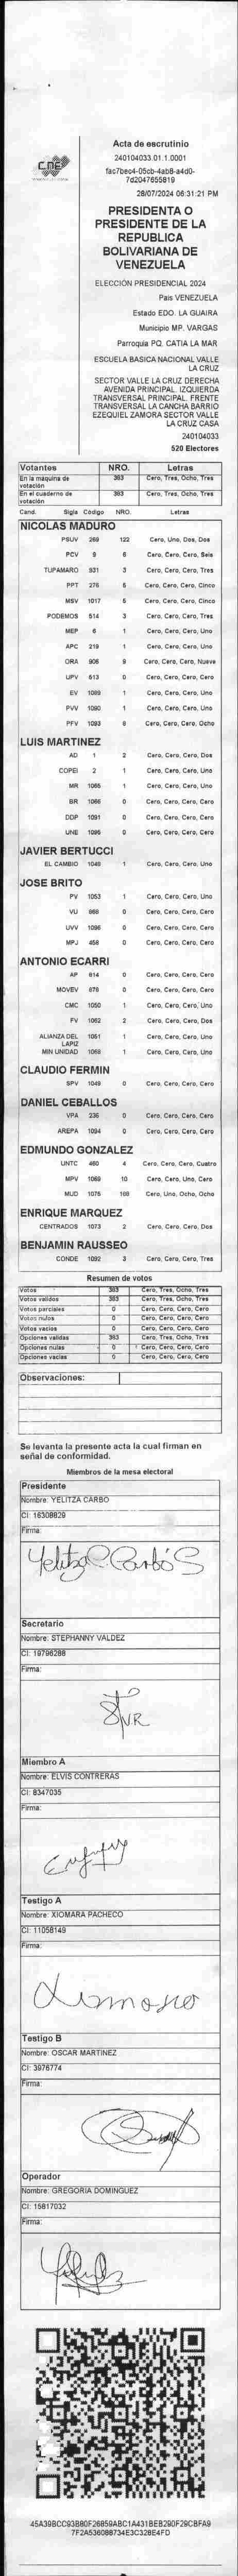 CNE
Acta de escrutinio
240104033.01.1.0001
fac7bec4-05cb-4ab8-a4d0-
7d2047655819
28/07/2024 06:31:21 PM
PRESIDENTA O
PRESIDENTE DE LA
REPUBLICA
BOLIVARIANA DE
VENEZUELA
ELECCIÓN PRESIDENCIAL 2024
Pais VENEZUELA
Estado EDO. LA GUAIRA
Municipio MP. VARGAS
Parroquia PQ. CATIA LA MAR
ESCUELA BASICA NACIONAL VALLE
LA CRUZ
SECTOR VALLE LA CRUZ DERECHA
AVENIDA PRINCIPAL. IZQUIERDA
TRANSVERSAL PRINCIPAL. FRENTE
TRANSVERSAL LA CANCHA BARRIO
EZEQUIEL ZAMORA SECTOR VALLE
LA CRUZ CASA
240104033
520 Electores
Votantes NRO. Letras
En la maquina de votación 383 Cero, Tres, Ocho, Tres
En el cuaderno de votación 383 Cero, Tres, Ocho, Tres
Cand. Sigla Codigo NRO. Letras
NICOLAS MADURO
PSUV 269 122 Cero, Uno, Dos, Dos
PCV 9 6 Cero, Cero, Cero, Seis
TUPAMARO 931 3 Cero, Cero, Cero, Tres
PPT 276 5 Cero, Cero, Cero, Cinco
MSV 1017 5 Cero, Cero, Cero, Cinco
PODEMOS 514 3 Cero, Cero, Cero, Tres
MEP 6 1 Cero, Cero, Cero, Uno
APC 219 1 Cero, Cero, Cero, Uno
ORA 906 9 Cero, Cero, Cero, Nueve
UPV 613 0 Cero, Cero, Cero, Cero
EV 1089 1 Cero, Cero, Cero, Uno
PVV 1090 1 Cero, Cero, Cero, Uno
PFV 1093 8 Cero, Cero, Cero, Ocho
LUIS MARTINEZ
AD 1 2 Cero, Cero, Cero, Dos
COPEI 2 1 Cero, Cero, Cero, Uno
MR 1065 1 Cero, Cero, Cero, Uno
BR 1066 0 Cero, Cero, Cero, Cero
DDP 1091 0 Cero, Cero, Cero, Cero
UNE 1095 0 Cero, Cero, Cero, Cero
JAVIER BERTUCCI
EL CAMBIO 1049 1 Cero, Cero, Cero, Uno
JOSE BRITO
PV 1053 1 Cero, Cero, Cero, Uno
VU 868 0 Cero, Cero, Cero, Cero
UVV 1096 0 Cero, Cero, Cero, Cero
MPJ 458 0 Cero, Cero, Cero, Cero
ANTONIO ECARRI
AP 614 0 Cero, Cero, Cero, Cero
MOVEV 876 0 Cero, Cero, Cero, Cero
CMC 1050 1 Cero, Cero, Cero, Uno
FV 1062 2 Cero, Cero, Cero, Dos
ALIANZA DEL LAPIZ 1051 1 Cero, Cero, Cero, Uno
MIN UNIDAD 1058 1 Cero, Cero, Cero, Uno
CLAUDIO FERMIN
SPV 1048 0 Cero, Cero, Cero, Cero
DANIEL CEBALLOS
VPA 236 0 Cero, Cero, Cero, Cero
AREPA 1094 0 Cero, Cero, Cero, Cero
EDMUNDO GONZALEZ
UNTC 460 4 Cero, Cero, Cero, Cuatro
MPV 1069 10 Cero, Cero, Uno, Cero
MUD 1075 188 Cero, Uno, Ocho, Ocho
ENRIQUE MARQUEZ
CENTRADOS 1073 2 Cero, Cero, Cero, Dos
BENJAMIN RAUSSEO
CONDE 1092 3 Cero, Cero, Cero, Tres
Resumen de votos
Votos 383 Cero, Tres, Ocho, Tres
Votos validos 383 Cero, Tres, Ocho, Tres
Votos parciales 0 Cero, Cero, Cero, Cero
Votos nulos 0 Cero, Cero, Cero, Cero
Votos vacios 0 Cero, Cero, Cero, Cero
Opciones validas 383 Cero, Tres, Ocho, Tres
Opciones nulas 0 Cero, Cero, Cero, Cero
Opciones vacias 0 Cero, Cero, Cero, Cero
Observaciones:
Se levanta la presente acta la cual firman en
señal de conformidad.
Miembros de la mesa electoral
Presidente
Nombre: YELITZA CARBO
CI: 16308829
Firma:
Yelitza Carbó S
Secretario
Nombre: STEPHANNY VALDEZ
CI: 19796288
Firma:
Miembro A
Nombre: ELVIS CONTRERAS
CI: 8347035
Firma:
Testigo A
Nombre: XIOMARA PACHECO
CI: 11058149
Firma:
Testigo B
Nombre: OSCAR MARTINEZ
CI: 3976774
Firma:
Operador
Nombre: GREGORIA DOMINGUEZ
CI: 15817032
Firma:
45A39BCC93B80F26859ABC1A431BEB290F29CBFA9
7F2A536088734E3C328E4FD